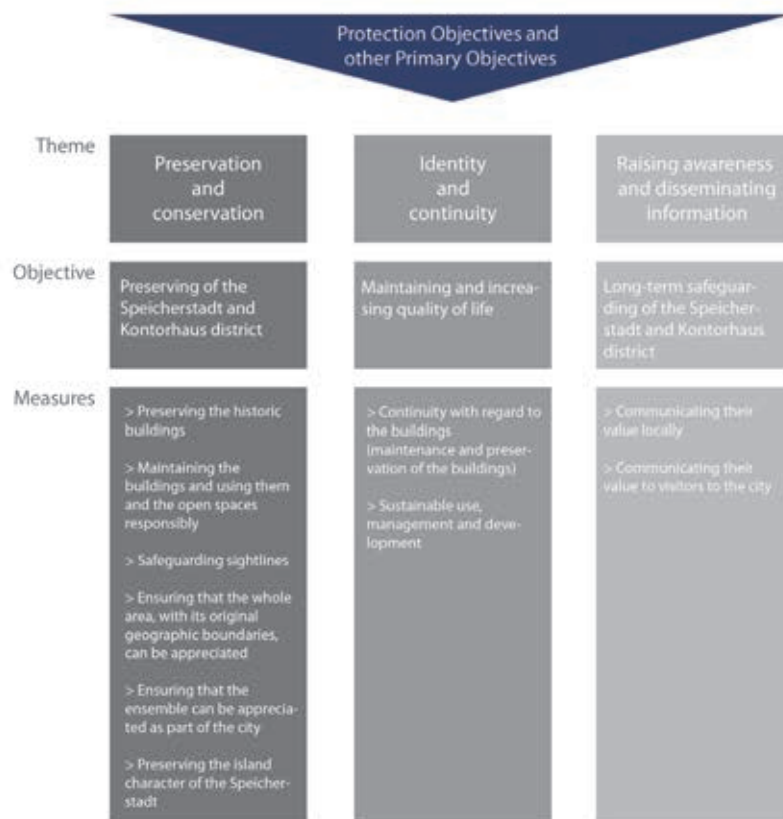 Protection Objectives and
other Primary Objectives
Theme
Preservation
and
conservation
Identity
and
continuity
Raising awareness
and disseminating
information
Objective
Preserving of the
Speicherstadt and
Kontorhaus district
Maintaining and increa-
sing quality of life
Long-term safeguar-
ding of the Speicher-
stadt and Kontorhaus
district
Measures
> Preserving the historic
buildings
> Maintaining the
buildings and using them
and the open spaces
responsibly
> Safeguarding sightlines
> Ensuring that the whole
area, with its original
geographic boundaries,
can be appreciated
> Ensuring that the
ensemble can be apprecia-
ted as part of the city
> Preserving the island
character of the Speicher-
stadt
> Continuity with regard to
the buildings
(maintenance and preser-
vation of the buildings)
> Sustainable use,
management and deve-
lopment
> Communicating their
value locally
> Communicating their
value to visitors to the city